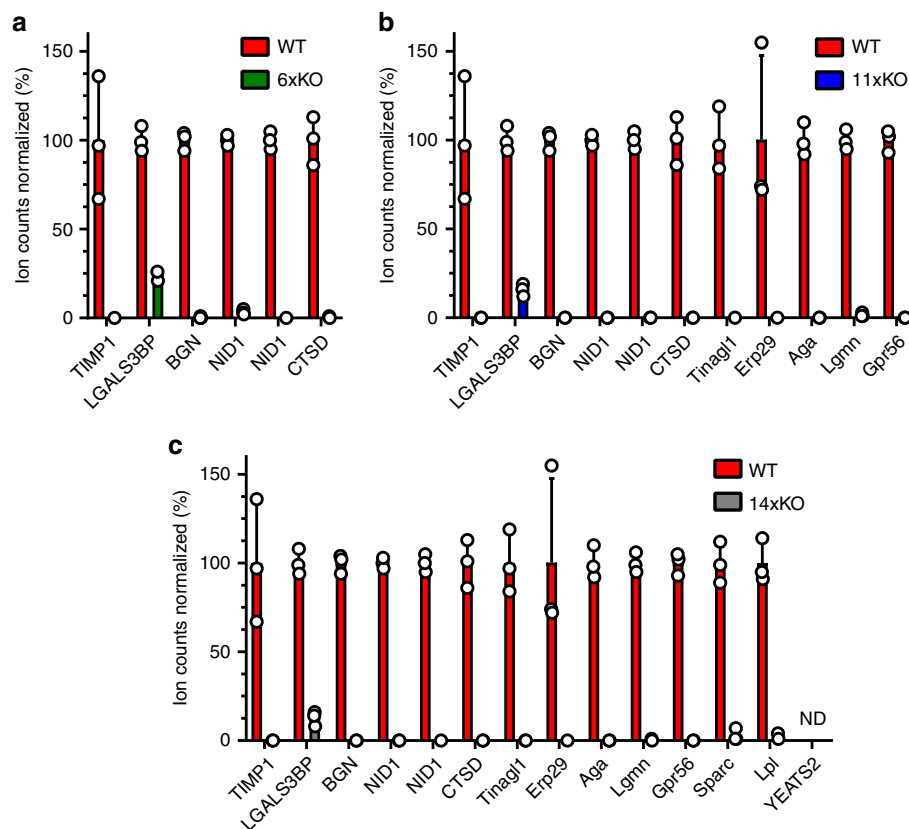 a
Ion counts normalized (%)
150
100
50
0
WT
6xKO
TIMP1
LGALS3BP
BGN
NID1
NID1
CTSD
b
Ion counts normalized (%)
150
100
50
0
WT
11xKO
TIMP1
LGALS3BP
BGN
NID1
NID1
CTSD
Tinagl1
Erp29
Aga
Lgmn
Gpr56
c
Ion counts normalized (%)
150
100
50
0
WT
14xKO
ND
TIMP1
LGALS3BP
BGN
NID1
NID1
CTSD
Tinagl1
Erp29
Aga
Lgmn
Gpr56
Sparc
Lpl
YEATS2